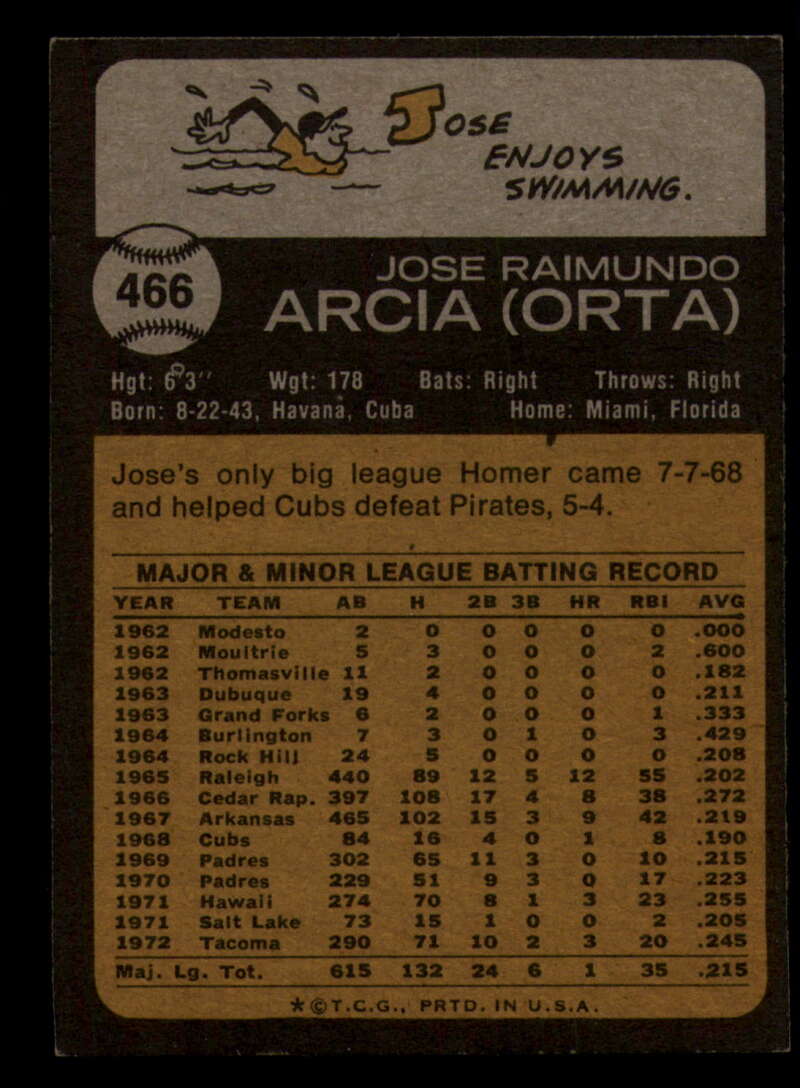 JOSE
ENJOYS
SWIMMING.
466
JOSE RAIMUNDO
ARCIA (ORTA)
Hgt: 6'3" Wgt: 178 Bats: Right Throws: Right
Born: 8-22-43, Havana, Cuba Home: Miami, Florida
Jose's only big league Homer came 7-7-68
and helped Cubs defeat Pirates, 5-4.
MAJOR & MINOR LEAGUE BATTING RECORD
YEAR TEAM AB H 2B 3B HR RBI AVG
1962 Modesto 2 0 0 0 0 0 .000
1962 Moultrie 5 3 0 0 0 2 .600
1962 Thomasville 11 2 0 0 0 0 .182
1963 Dubuque 19 4 0 0 0 0 .211
1963 Grand Forks 6 2 0 0 0 1 .333
1964 Burlington 7 3 0 1 0 3 .429
1964 Rock Hill 24 5 0 0 0 0 .208
1965 Raleigh 440 89 12 5 12 55 .202
1966 Cedar Rap. 397 108 17 4 8 38 .272
1967 Arkansas 465 102 15 3 9 42 .219
1968 Cubs 84 16 4 0 1 8 .190
1969 Padres 302 65 11 3 0 10 .215
1970 Padres 229 51 9 3 0 17 .223
1971 Hawaii 274 70 8 1 3 23 .255
1971 Salt Lake 73 15 1 0 0 2 .205
1972 Tacoma 290 71 10 2 3 20 .245
Maj. Lg. Tot. 615 132 24 6 1 35 .215
*©T.C.G., PRTD. IN U.S.A.